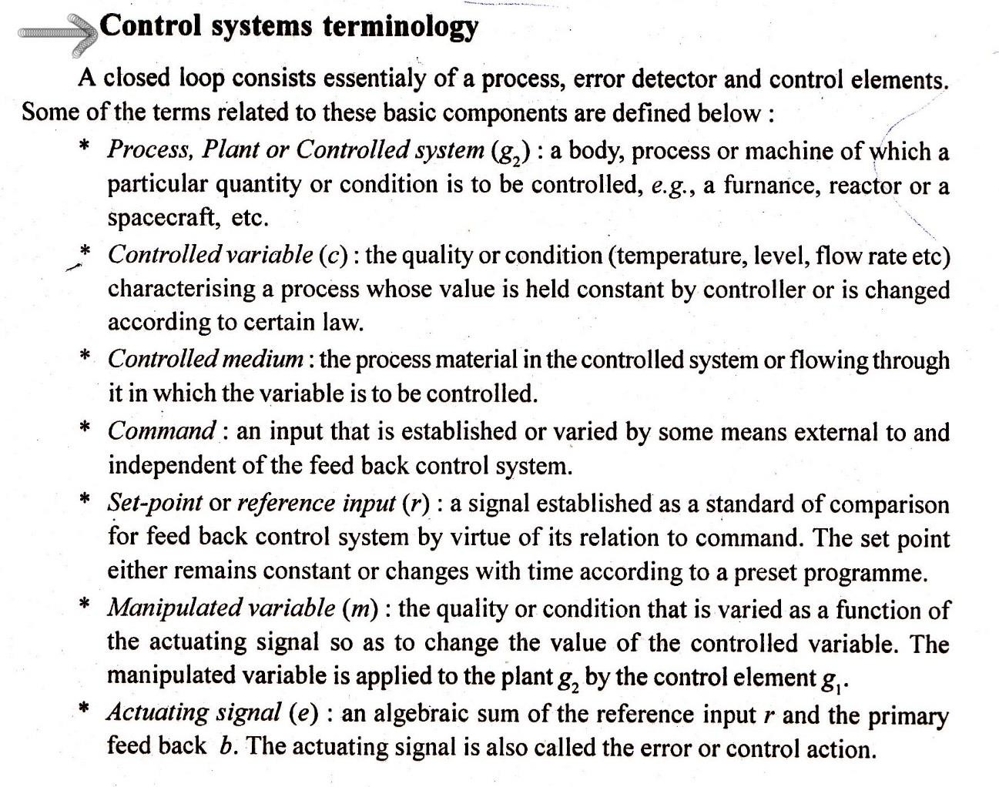 Control systems terminology
A closed loop consists essentialy of a process, error detector and control elements.
Some of the terms related to these basic components are defined below :
* Process, Plant or Controlled system (g₂) : a body, process or machine of which a
particular quantity or condition is to be controlled, e.g., a furnance, reactor or a
spacecraft, etc.
* Controlled variable (c) : the quality or condition (temperature, level, flow rate etc)
characterising a process whose value is held constant by controller or is changed
according to certain law.
* Controlled medium : the process material in the controlled system or flowing through
it in which the variable is to be controlled.
* Command : an input that is established or varied by some means external to and
independent of the feed back control system.
* Set-point or reference input (r) : a signal established as a standard of comparison
for feed back control system by virtue of its relation to command. The set point
either remains constant or changes with time according to a preset programme.
* Manipulated variable (m) : the quality or condition that is varied as a function of
the actuating signal so as to change the value of the controlled variable. The
manipulated variable is applied to the plant g₂ by the control element g₁.
* Actuating signal (e) : an algebraic sum of the reference input r and the primary
feed back b. The actuating signal is also called the error or control action.